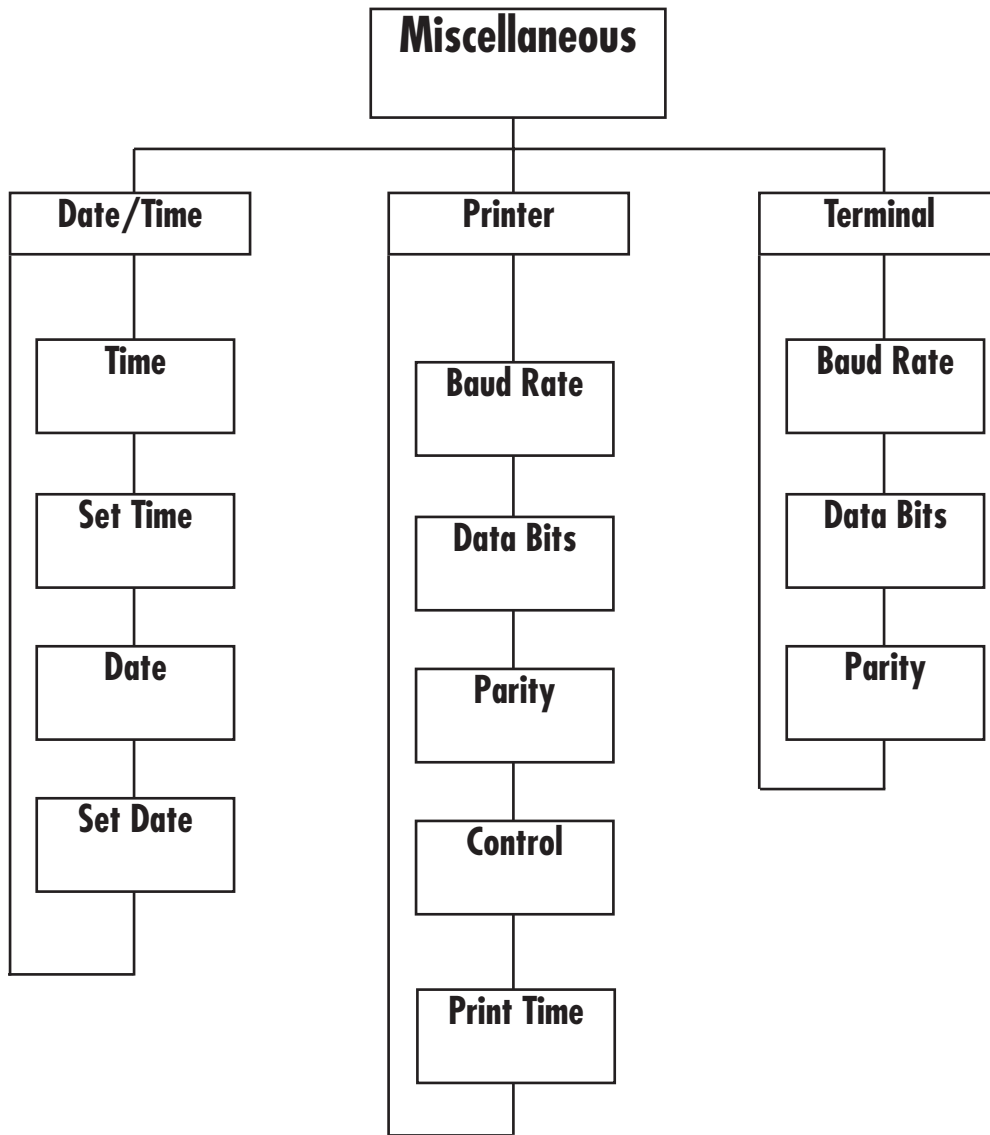 Miscellaneous
Date/Time
Printer
Terminal
Time
Set Time
Date
Set Date
Baud Rate
Data Bits
Parity
Control
Print Time
Baud Rate
Data Bits
Parity